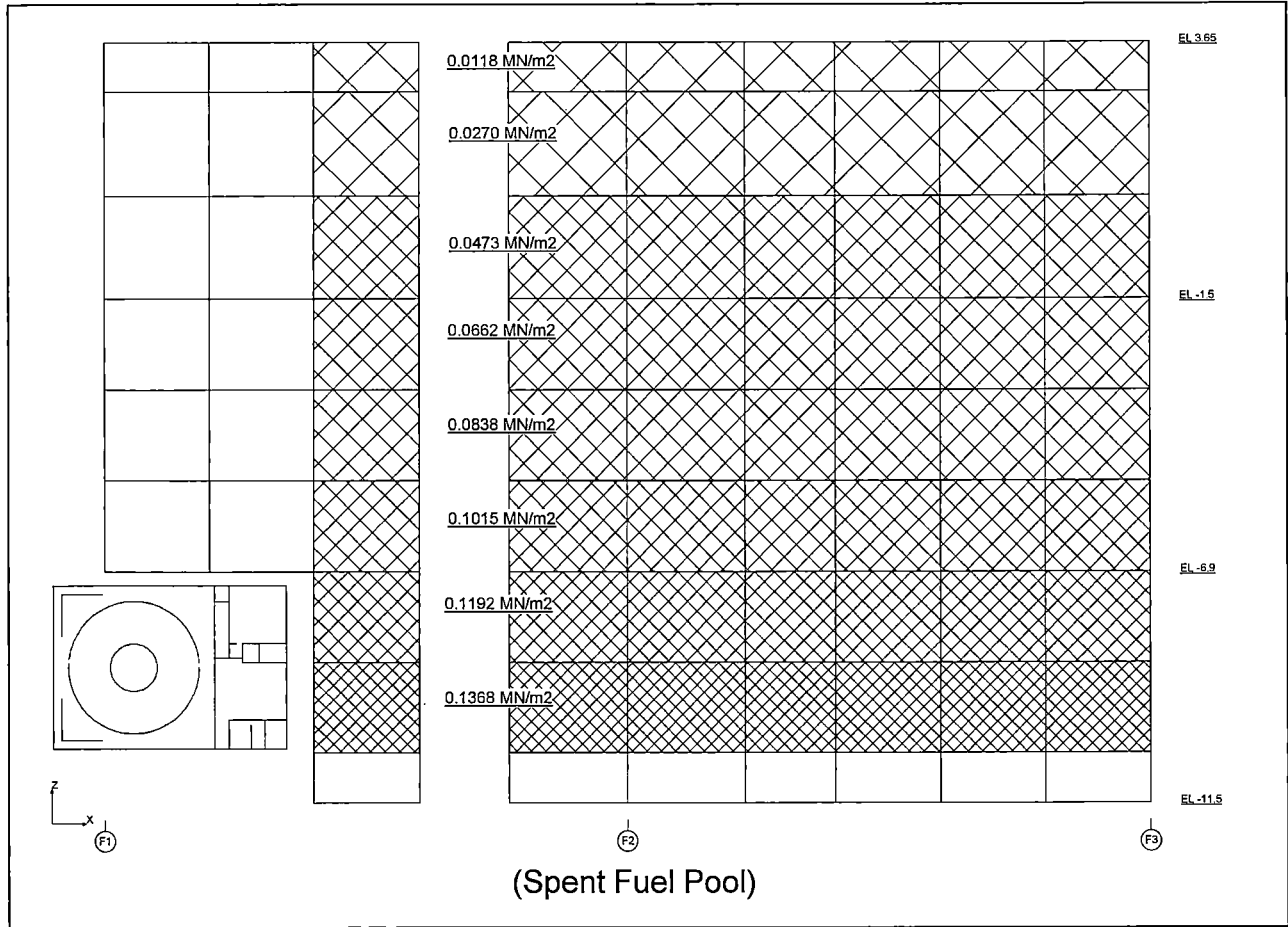 EL 3.65
0.0118 MN/m2
0.0270 MN/m2
0.0473 MN/m2
EL -1.5
0.0662 MN/m2
0.0838 MN/m2
0.1015 MN/m2
EL -6.9
0.1192 MN/m2
0.1368 MN/m2
Z
X
EL -11.5
F1
F2
F3
(Spent Fuel Pool)